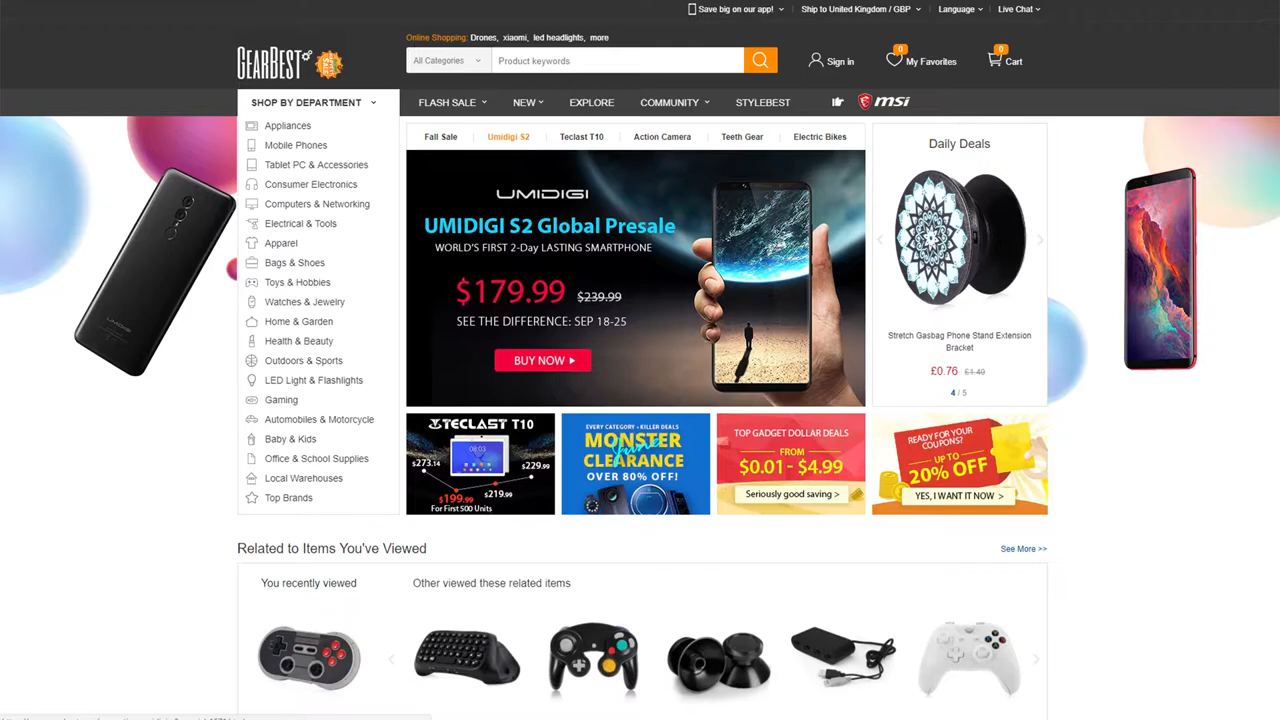 Save big on our app!
Ship to United Kingdom / GBP
Language
Live Chat
GEARBEST
Online Shopping: Drones, xiaomi, led headlights, more
All Categories
Product keywords
Sign in
0
My Favorites
0
Cart
SHOP BY DEPARTMENT
FLASH SALE
NEW
EXPLORE
COMMUNITY
STYLEBEST
msi
Appliances
Mobile Phones
Tablet PC & Accessories
Consumer Electronics
Computers & Networking
Electrical & Tools
Apparel
Bags & Shoes
Toys & Hobbies
Watches & Jewelry
Home & Garden
Health & Beauty
Outdoors & Sports
LED Light & Flashlights
Gaming
Automobiles & Motorcycle
Baby & Kids
Office & School Supplies
Local Warehouses
Top Brands
Fall Sale
Umidigi S2
Teclast T10
Action Camera
Teeth Gear
Electric Bikes
UMIDIGI
UMIDIGI S2 Global Presale
WORLD'S FIRST 2-Day LASTING SMARTPHONE
$179.99 $239.99
SEE THE DIFFERENCE: SEP 18-25
BUY NOW
Daily Deals
Stretch Gasbag Phone Stand Extension
Bracket
£0.76 £1.40
4 / 5
TECLAST T10
08:03
$273.14
$229.99
$219.99
$199.99
For First 500 Units
EVERY CATEGORY + KILLER DEALS
MONSTER
CLEARANCE
OVER 80% OFF!
TOP GADGET DOLLAR DEALS
FROM
$0.01 - $4.99
Seriously good saving >
READY FOR YOUR
COUPONS?
UP TO
20% OFF
YES, I WANT IT NOW >
Related to Items You've Viewed
See More >>
You recently viewed
Other viewed these related items